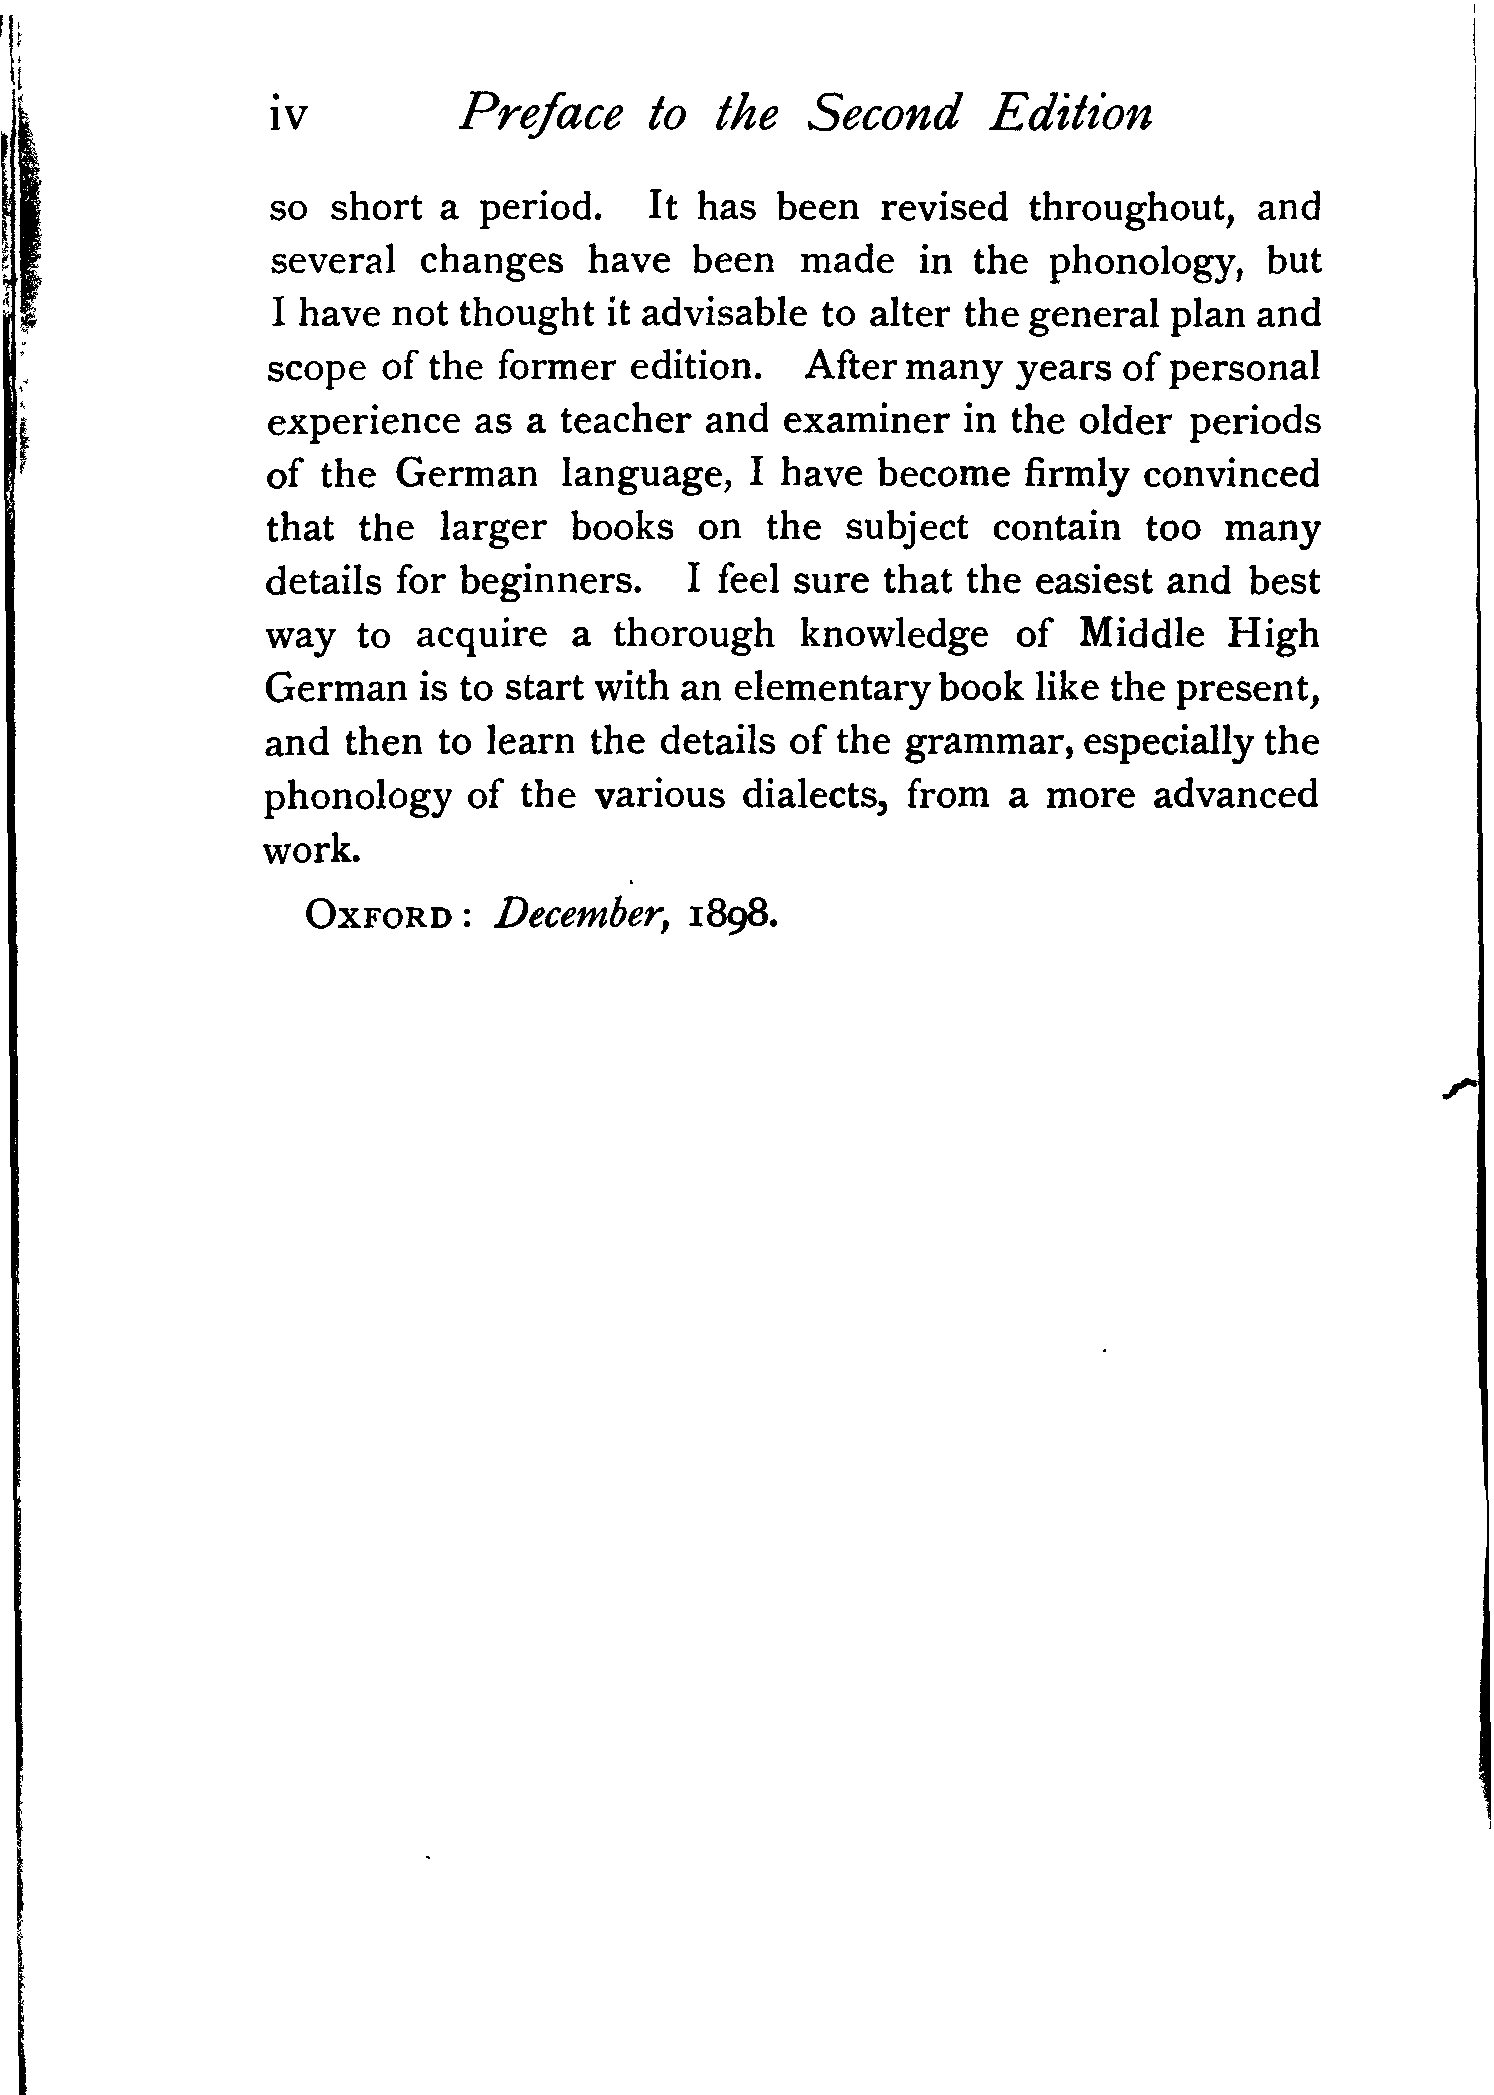 iv Preface to the Second Edition
so short a period. It has been revised throughout, and
several changes have been made in the phonology, but
I have not thought it advisable to alter the general plan and
scope of the former edition. After many years of personal
experience as a teacher and examiner in the older periods
of the German language, I have become firmly convinced
that the larger books on the subject contain too many
details for beginners. I feel sure that the easiest and best
way to acquire a thorough knowledge of Middle High
German is to start with an elementary book like the present,
and then to learn the details of the grammar, especially the
phonology of the various dialects, from a more advanced
work.
OXFORD: December, 1898.